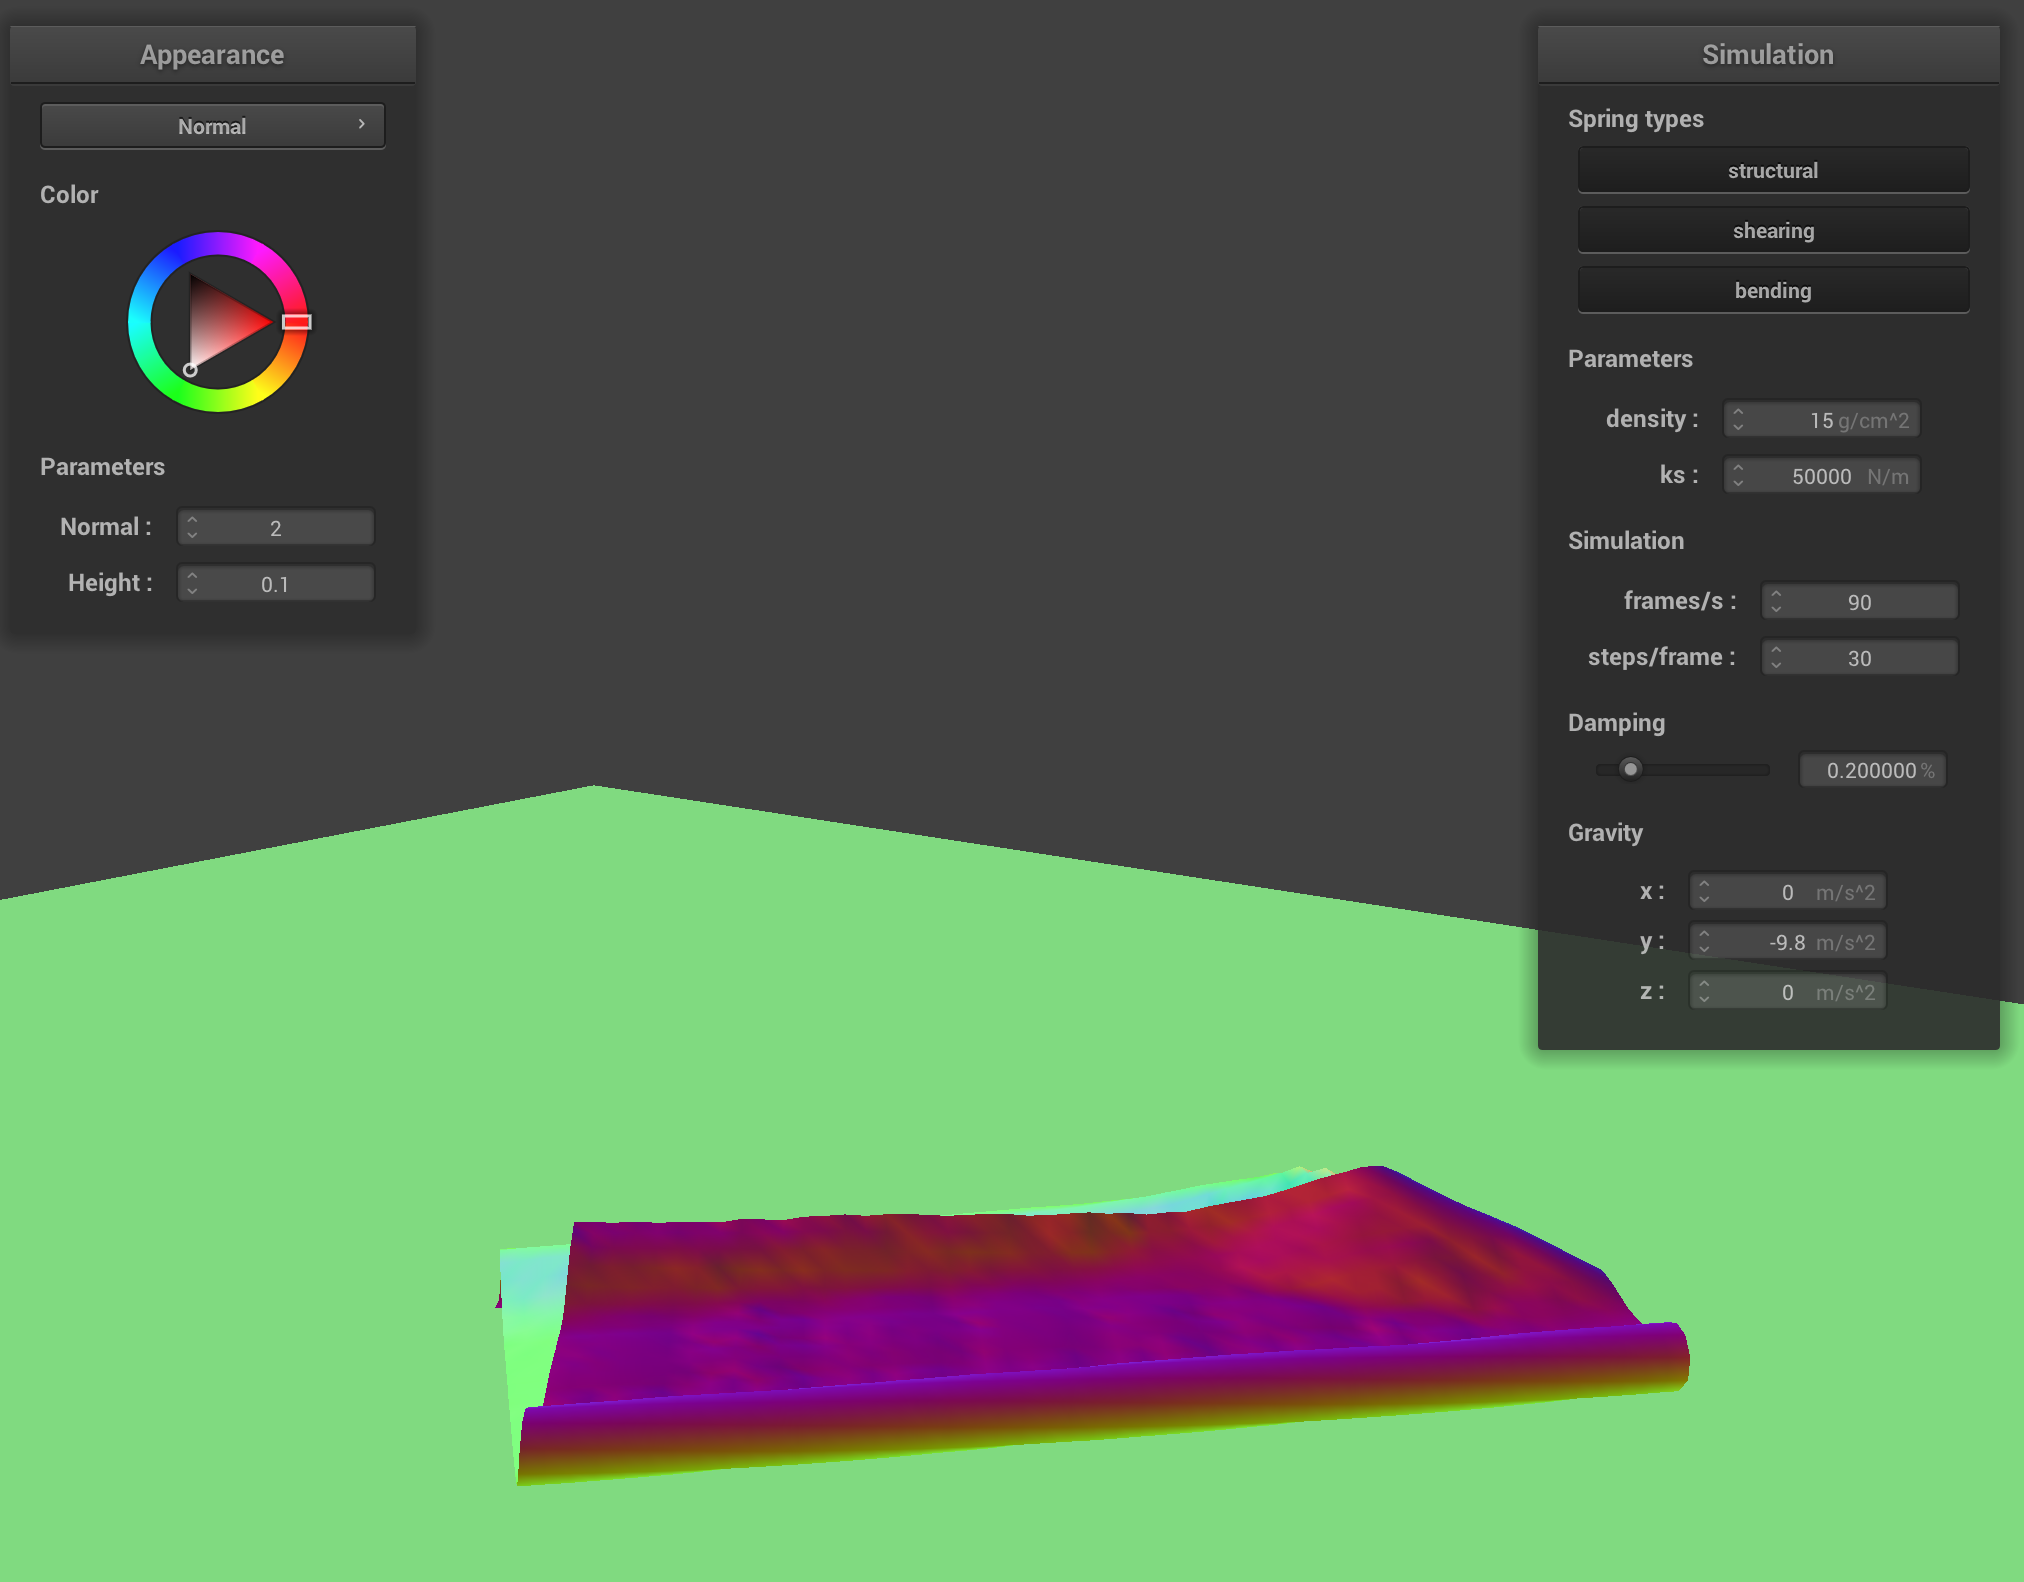 Appearance
Normal
Color
Parameters
Normal : 2
Height : 0.1
Simulation
Spring types
structural
shearing
bending
Parameters
density : 15 g/cm^2
ks : 50000 N/m
Simulation
frames/s : 90
steps/frame : 30
Damping
0.200000 %
Gravity
x : 0 m/s^2
y : -9.8 m/s^2
z : 0 m/s^2